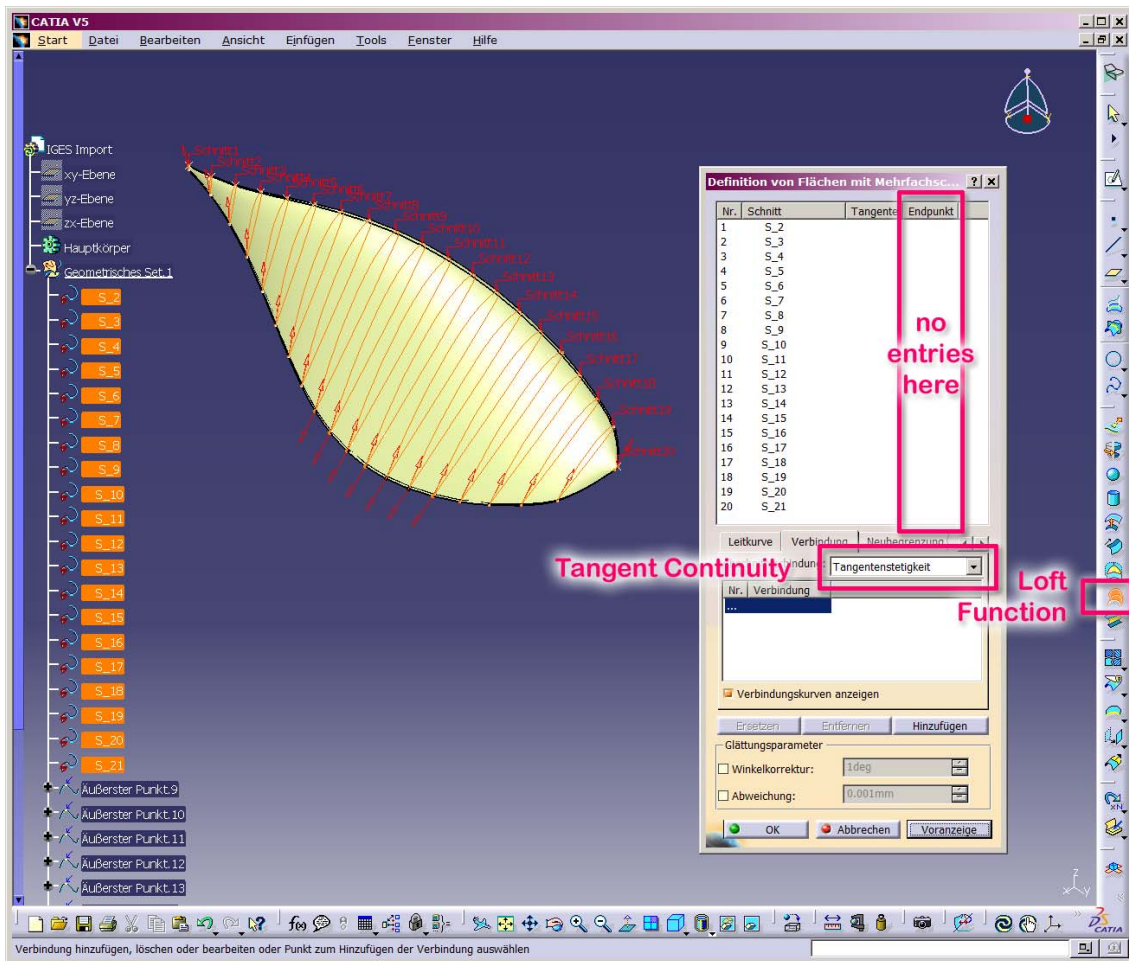 CATIA V5
Start Datei Bearbeiten Ansicht Einfügen Tools Fenster Hilfe
IGES Import
xy-Ebene
yz-Ebene
zx-Ebene
Hauptkörper
Geometrisches Set.1
S_2
S_3
S_4
S_5
S_6
S_7
S_8
S_9
S_10
S_11
S_12
S_13
S_14
S_15
S_16
S_17
S_18
S_19
S_20
S_21
Äußerster Punkt.9
Äußerster Punkt.10
Äußerster Punkt.11
Äußerster Punkt.12
Äußerster Punkt.13
Schnitt1
Schnitt2
Schnitt7
Schnitt8
Schnitt10
Schnitt11
Schnitt12
Schnitt13
Schnitt14
Schnitt17
Schnitt18
Schnitt19
Schnitt20
Definition von Flächen mit Mehrfachsc...
Nr. Schnitt Tangente Endpunkt
1 S_2
2 S_3
3 S_4
4 S_5
5 S_6
6 S_7
7 S_8
8 S_9
9 S_10
10 S_11
11 S_12
12 S_13
13 S_14
14 S_15
15 S_16
16 S_17
17 S_18
18 S_19
19 S_20
20 S_21
no
entries
here
Leitkurve Verbindung Neubegrenzung
Tangent Continuity
Tangentenstetigkeit
Loft
Function
Nr. Verbindung
...
Verbindungskurven anzeigen
Ersetzen Entfernen Hinzufügen
Glättungsparameter
Winkelkorrektur: 1deg
Abweichung: 0.001mm
OK Abbrechen Voranzeige
z
x y
f(x)
CATIA
Verbindung hinzufügen, löschen oder bearbeiten oder Punkt zum Hinzufügen der Verbindung auswählen